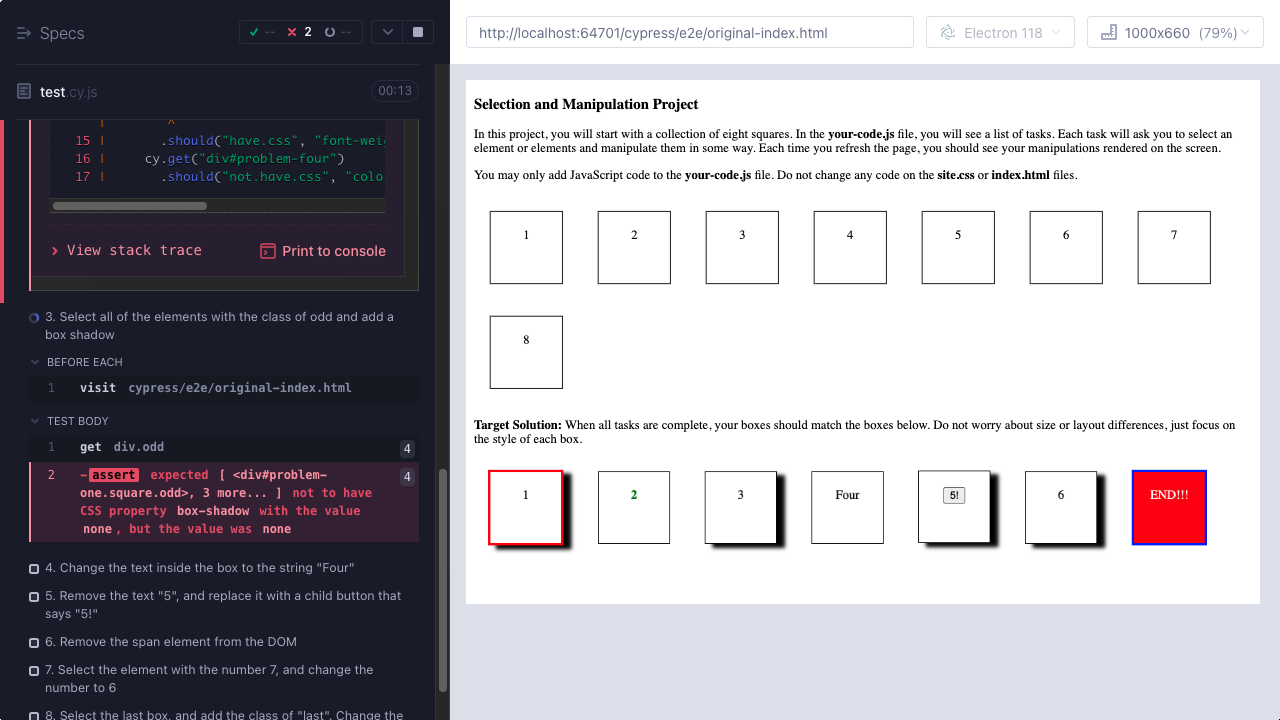 Specs
-- 2 --
test.cy.js
00:13
| ^
15 | .should("have.css", "font-wei
16 | cy.get("div#problem-four")
17 | .should("not.have.css", "colo
View stack trace
Print to console
3. Select all of the elements with the class of odd and add a
box shadow
BEFORE EACH
1 visit cypress/e2e/original-index.html
TEST BODY
1 get div.odd 4
2 -assert expected [ <div#problem-
one.square.odd>, 3 more... ] not to have
CSS property box-shadow with the value
none, but the value was none
4
4. Change the text inside the box to the string "Four"
5. Remove the text "5", and replace it with a child button that
says "5!"
6. Remove the span element from the DOM
7. Select the element with the number 7, and change the
number to 6
8. Select the last box, and add the class of "last". Change the
http://localhost:64701/cypress/e2e/original-index.html
Electron 118
1000x660 (79%)
Selection and Manipulation Project
In this project, you will start with a collection of eight squares. In the your-code.js file, you will see a list of tasks. Each task will ask you to select an
element or elements and manipulate them in some way. Each time you refresh the page, you should see your manipulations rendered on the screen.
You may only add JavaScript code to the your-code.js file. Do not change any code on the site.css or index.html files.
1 2 3 4 5 6 7
8
Target Solution: When all tasks are complete, your boxes should match the boxes below. Do not worry about size or layout differences, just focus on
the style of each box.
1 2 3 Four 5! 6 END!!!